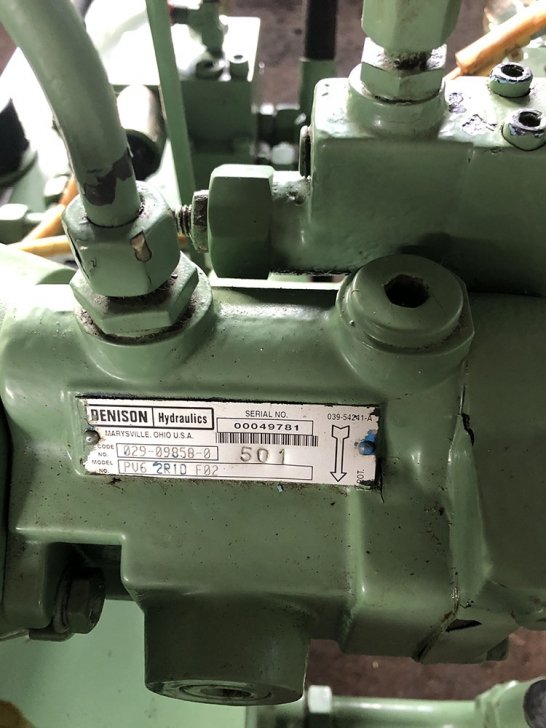 DENISON Hydraulics
MARYSVILLE, OHIO U.S.A.
SERIAL NO.
00049781
039-54241-A
CODE NO. 029-09858-0
501
MODEL NO. PV6 2R1D F02
ROT.